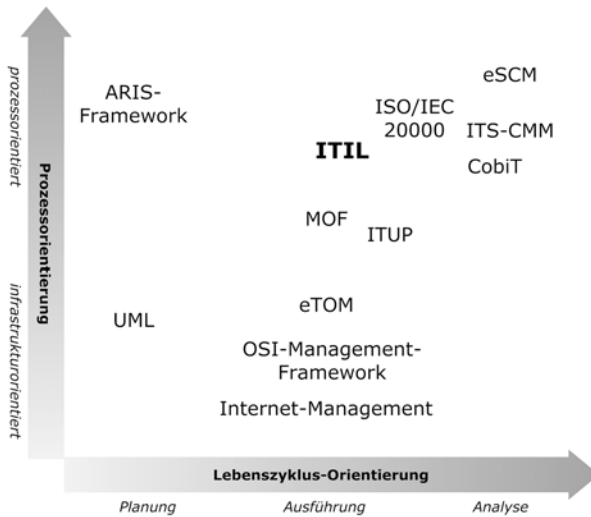 prozessorientiert
infrastrukturorientiert
Prozessorientierung
eSCM
ARIS-
Framework
ISO/IEC
20000
ITS-CMM
ITIL
CobiT
MOF
ITUP
eTOM
UML
OSI-Management-
Framework
Internet-Management
Lebenszyklus-Orientierung
Planung
Ausführung
Analyse